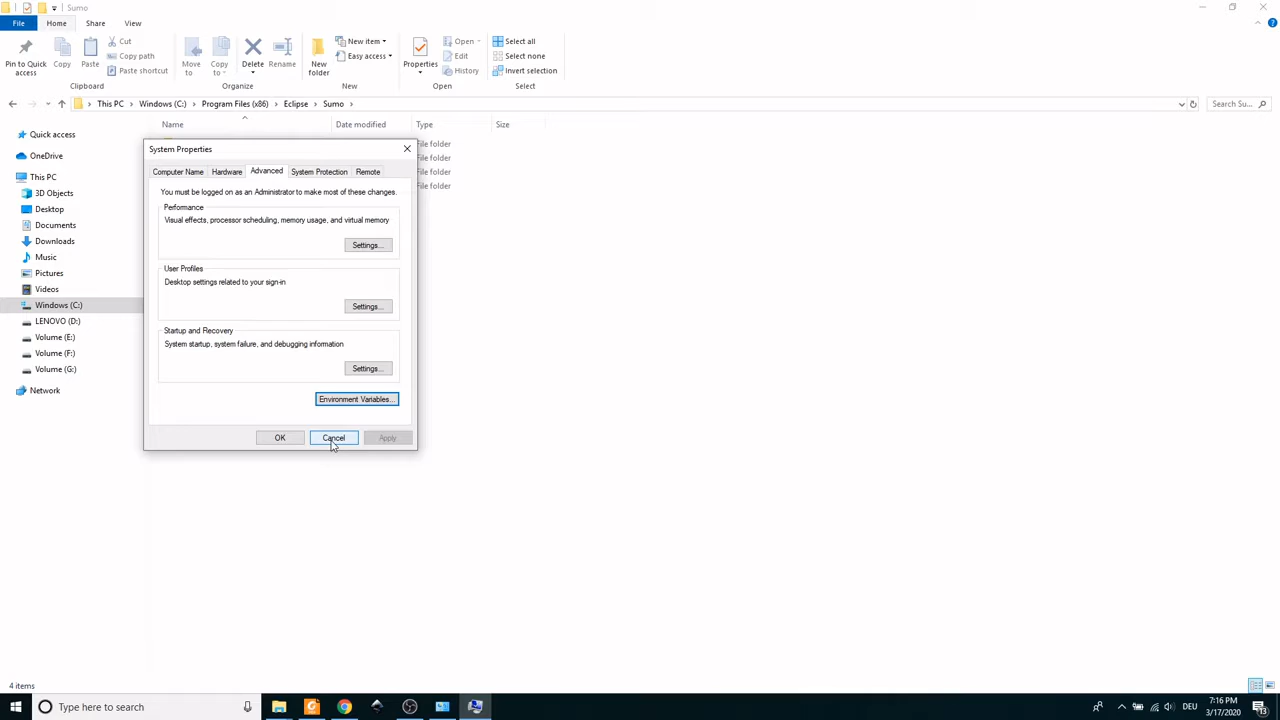 Sumo
File Home Share View
Pin to Quick access
Copy
Paste
Cut
Copy path
Paste shortcut
Clipboard
Move to
Copy to
Delete
Rename
Organize
New folder
New item
Easy access
New
Properties
Open
Edit
History
Open
Select all
Select none
Invert selection
Select
This PC Windows (C:) Program Files (x86) Eclipse Sumo
Search Su...
Name Date modified Type Size
Quick access
OneDrive
This PC
3D Objects
Desktop
Documents
Downloads
Music
Pictures
Videos
Windows (C:)
LENOVO (D:)
Volume (E:)
Volume (F:)
Volume (G:)
Network
File folder
File folder
File folder
File folder
System Properties
Computer Name Hardware Advanced System Protection Remote
You must be logged on as an Administrator to make most of these changes.
Performance
Visual effects, processor scheduling, memory usage, and virtual memory
Settings...
User Profiles
Desktop settings related to your sign-in
Settings...
Startup and Recovery
System startup, system failure, and debugging information
Settings...
Environment Variables...
OK Cancel Apply
4 items
Type here to search
DEU
7:16 PM
3/17/2020
13